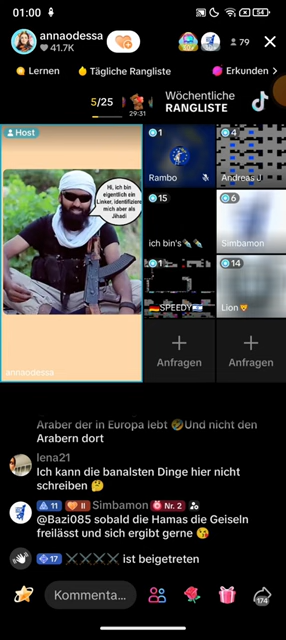 01:00
54
annaodessa
41.7K
79
Lernen
Tägliche Rangliste
Erkunden
5/25
29:31
Wöchentliche
RANGLISTE
Host
Hi, ich bin
eigentlich ein
Linker, identifiziere
mich aber als
Jihadi
annaodessa
1
Rambo
4
Andreas J
15
ich bin's
6
Simbamon
1
SPEEDY
14
Lion
Anfragen
Anfragen
Araber der in Europa lebt 🤣Und nicht den
Arabern dort
lena21
Ich kann die banalsten Dinge hier nicht
schreiben 🤔
11 II Simbamon Nr. 2
@Bazi085 sobald die Hamas die Geiseln
freilässt und sich ergibt gerne 😘
17 ⚔⚔⚔⚔ ist beigetreten
Kommenta...
174